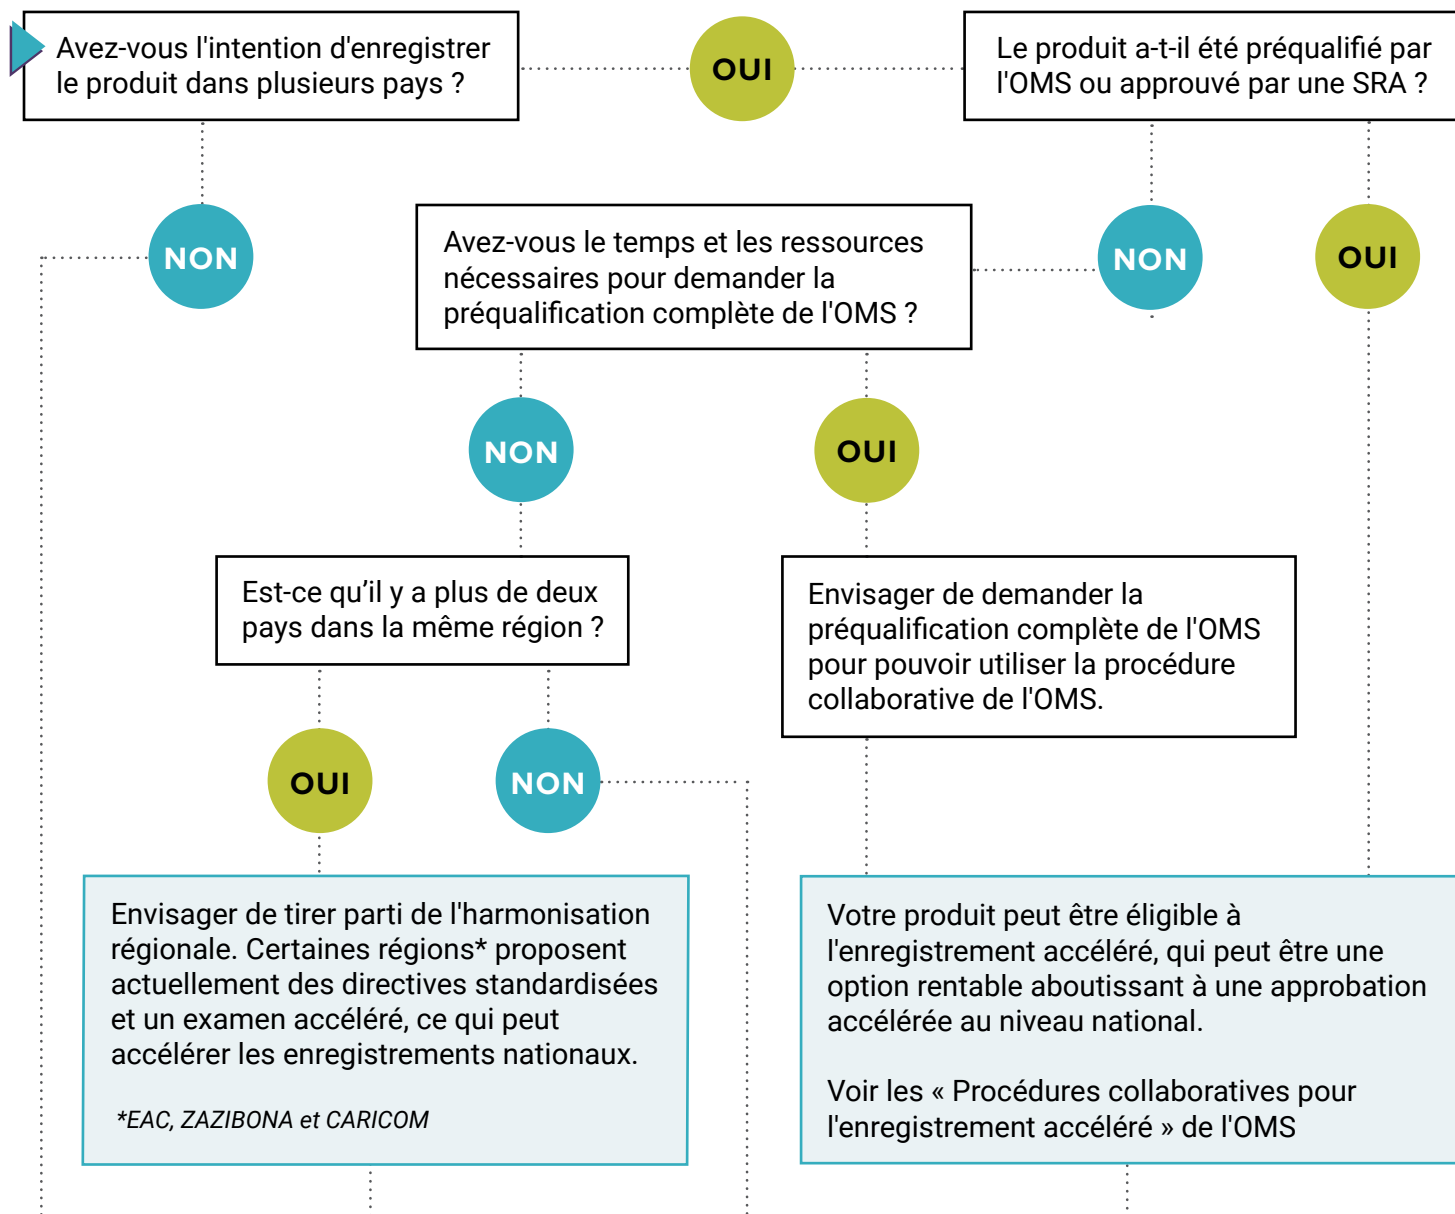 Avez-vous l'intention d'enregistrer
le produit dans plusieurs pays ?
OUI
Le produit a-t-il été préqualifié par
l'OMS ou approuvé par une SRA ?
NON
Avez-vous le temps et les ressources
nécessaires pour demander la
préqualification complète de l'OMS ?
NON
OUI
NON
OUI
Est-ce qu’il y a plus de deux
pays dans la même région ?
Envisager de demander la
préqualification complète de l'OMS
pour pouvoir utiliser la procédure
collaborative de l'OMS.
OUI
NON
Envisager de tirer parti de l'harmonisation
régionale. Certaines régions* proposent
actuellement des directives standardisées
et un examen accéléré, ce qui peut
accélérer les enregistrements nationaux.
*EAC, ZAZIBONA et CARICOM
Votre produit peut être éligible à
l'enregistrement accéléré, qui peut être une
option rentable aboutissant à une approbation
accélérée au niveau national.
Voir les « Procédures collaboratives pour
l'enregistrement accéléré » de l'OMS